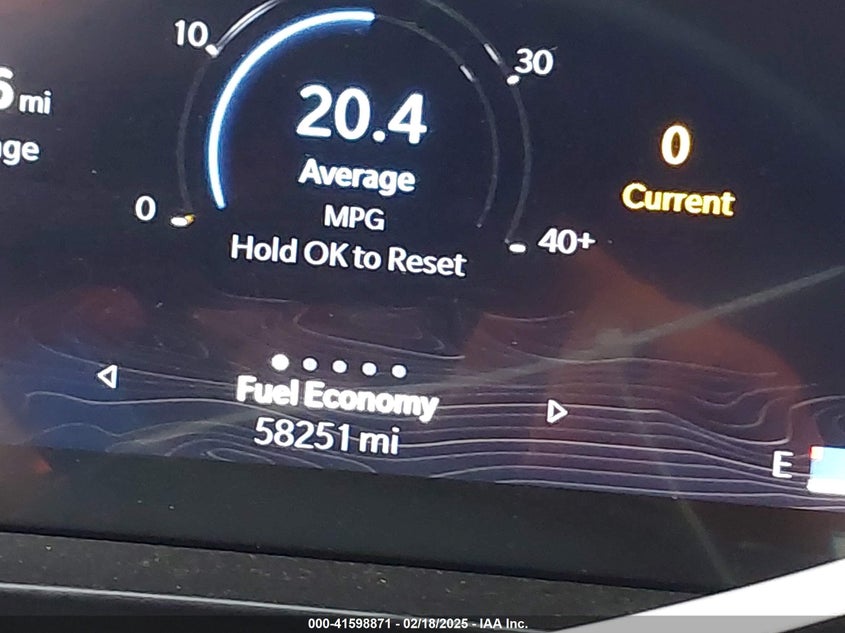 10
30
mi
20.4
0
Average
Current
MPG
0
40+
Hold OK to Reset
Fuel Economy
58251 mi
E
000-41598871 - 02/18/2025 - IAA Inc.